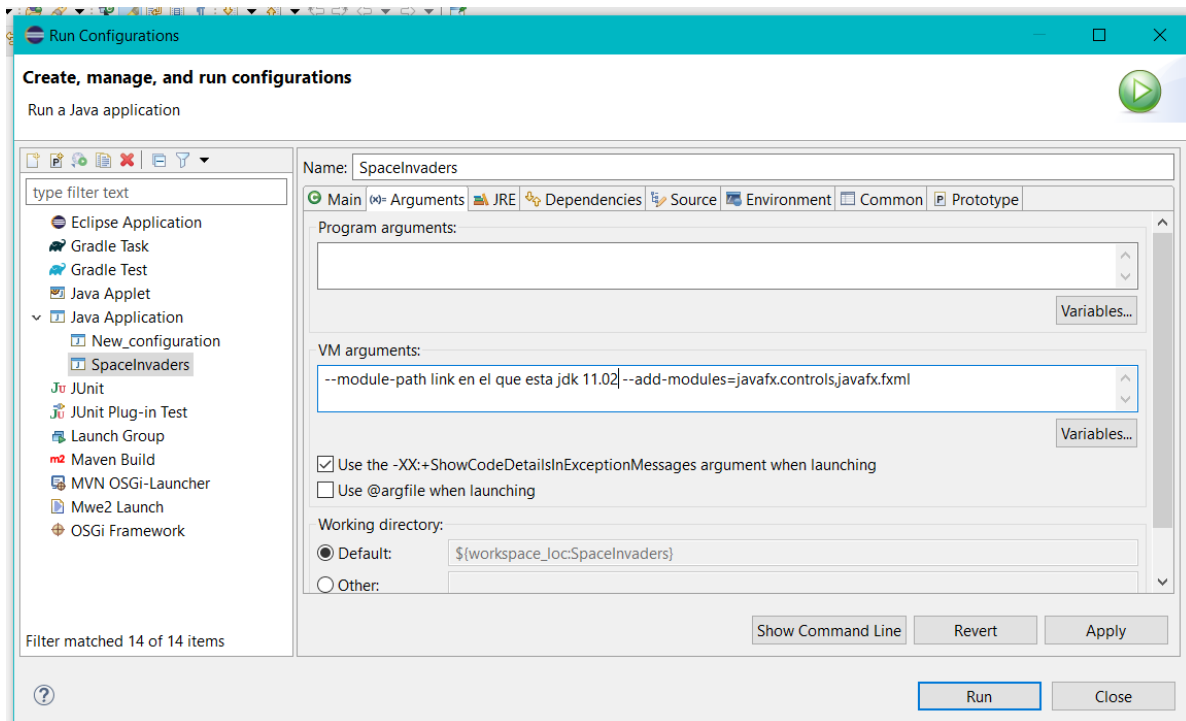 Run Configurations
Create, manage, and run configurations
Run a Java application
type filter text
Eclipse Application
Gradle Task
Gradle Test
Java Applet
Java Application
New_configuration
SpaceInvaders
JUnit
JUnit Plug-in Test
Launch Group
Maven Build
MVN OSGi-Launcher
Mwe2 Launch
OSGi Framework
Filter matched 14 of 14 items
Name: SpaceInvaders
Main (x)= Arguments JRE Dependencies Source Environment Common Prototype
Program arguments:
Variables...
VM arguments:
--module-path link en el que esta jdk 11.02 --add-modules=javafx.controls,javafx.fxml
Variables...
Use the -XX:+ShowCodeDetailsInExceptionMessages argument when launching
Use @argfile when launching
Working directory:
Default: ${workspace_loc:SpaceInvaders}
Other:
Show Command Line Revert Apply
Run Close